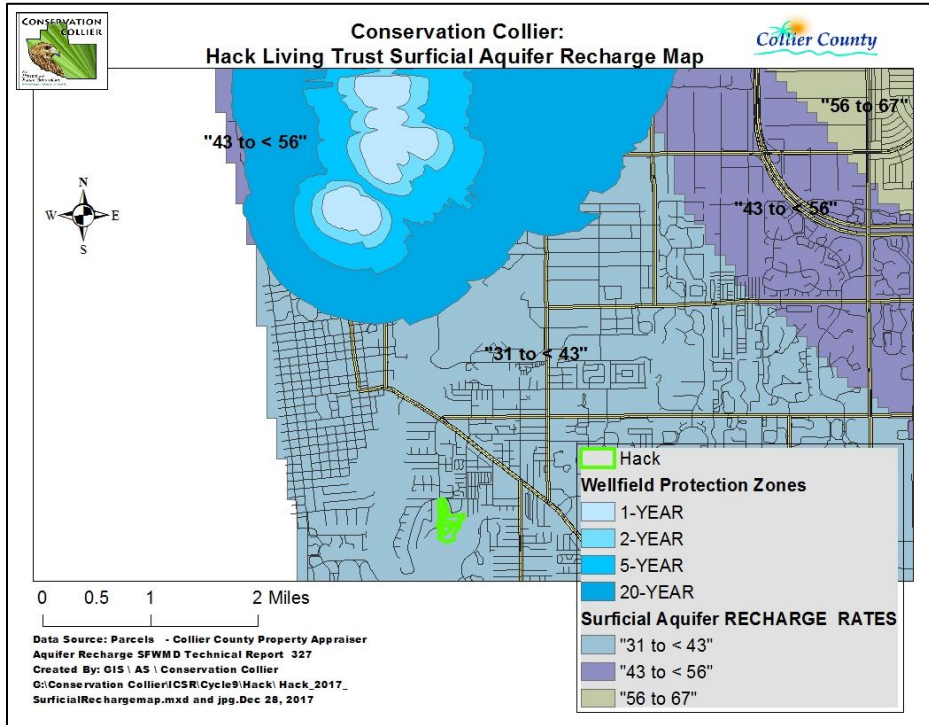 CONSERVATION
COLLIER
Conservation Collier:
Hack Living Trust Surficial Aquifer Recharge Map
Collier County
"56 to 67"
"43 to < 56"
"43 to < 56"
"31 to < 43"
N
W
E
S
Hack
Wellfield Protection Zones
1-YEAR
2-YEAR
5-YEAR
20-YEAR
Surficial Aquifer RECHARGE RATES
"31 to < 43"
"43 to < 56"
"56 to 67"
0 0.5 1 2 Miles
Data Source: Parcels - Collier County Property Appraiser
Aquifer Recharge SFWMD Technical Report 327
Created By: GIS \ AS \ Conservation Collier
G:\Conservation Collier\ICSR\Cycle9\Hack\ Hack_2017_
SurficialRechargemap.mxd and jpg.Dec 28, 2017